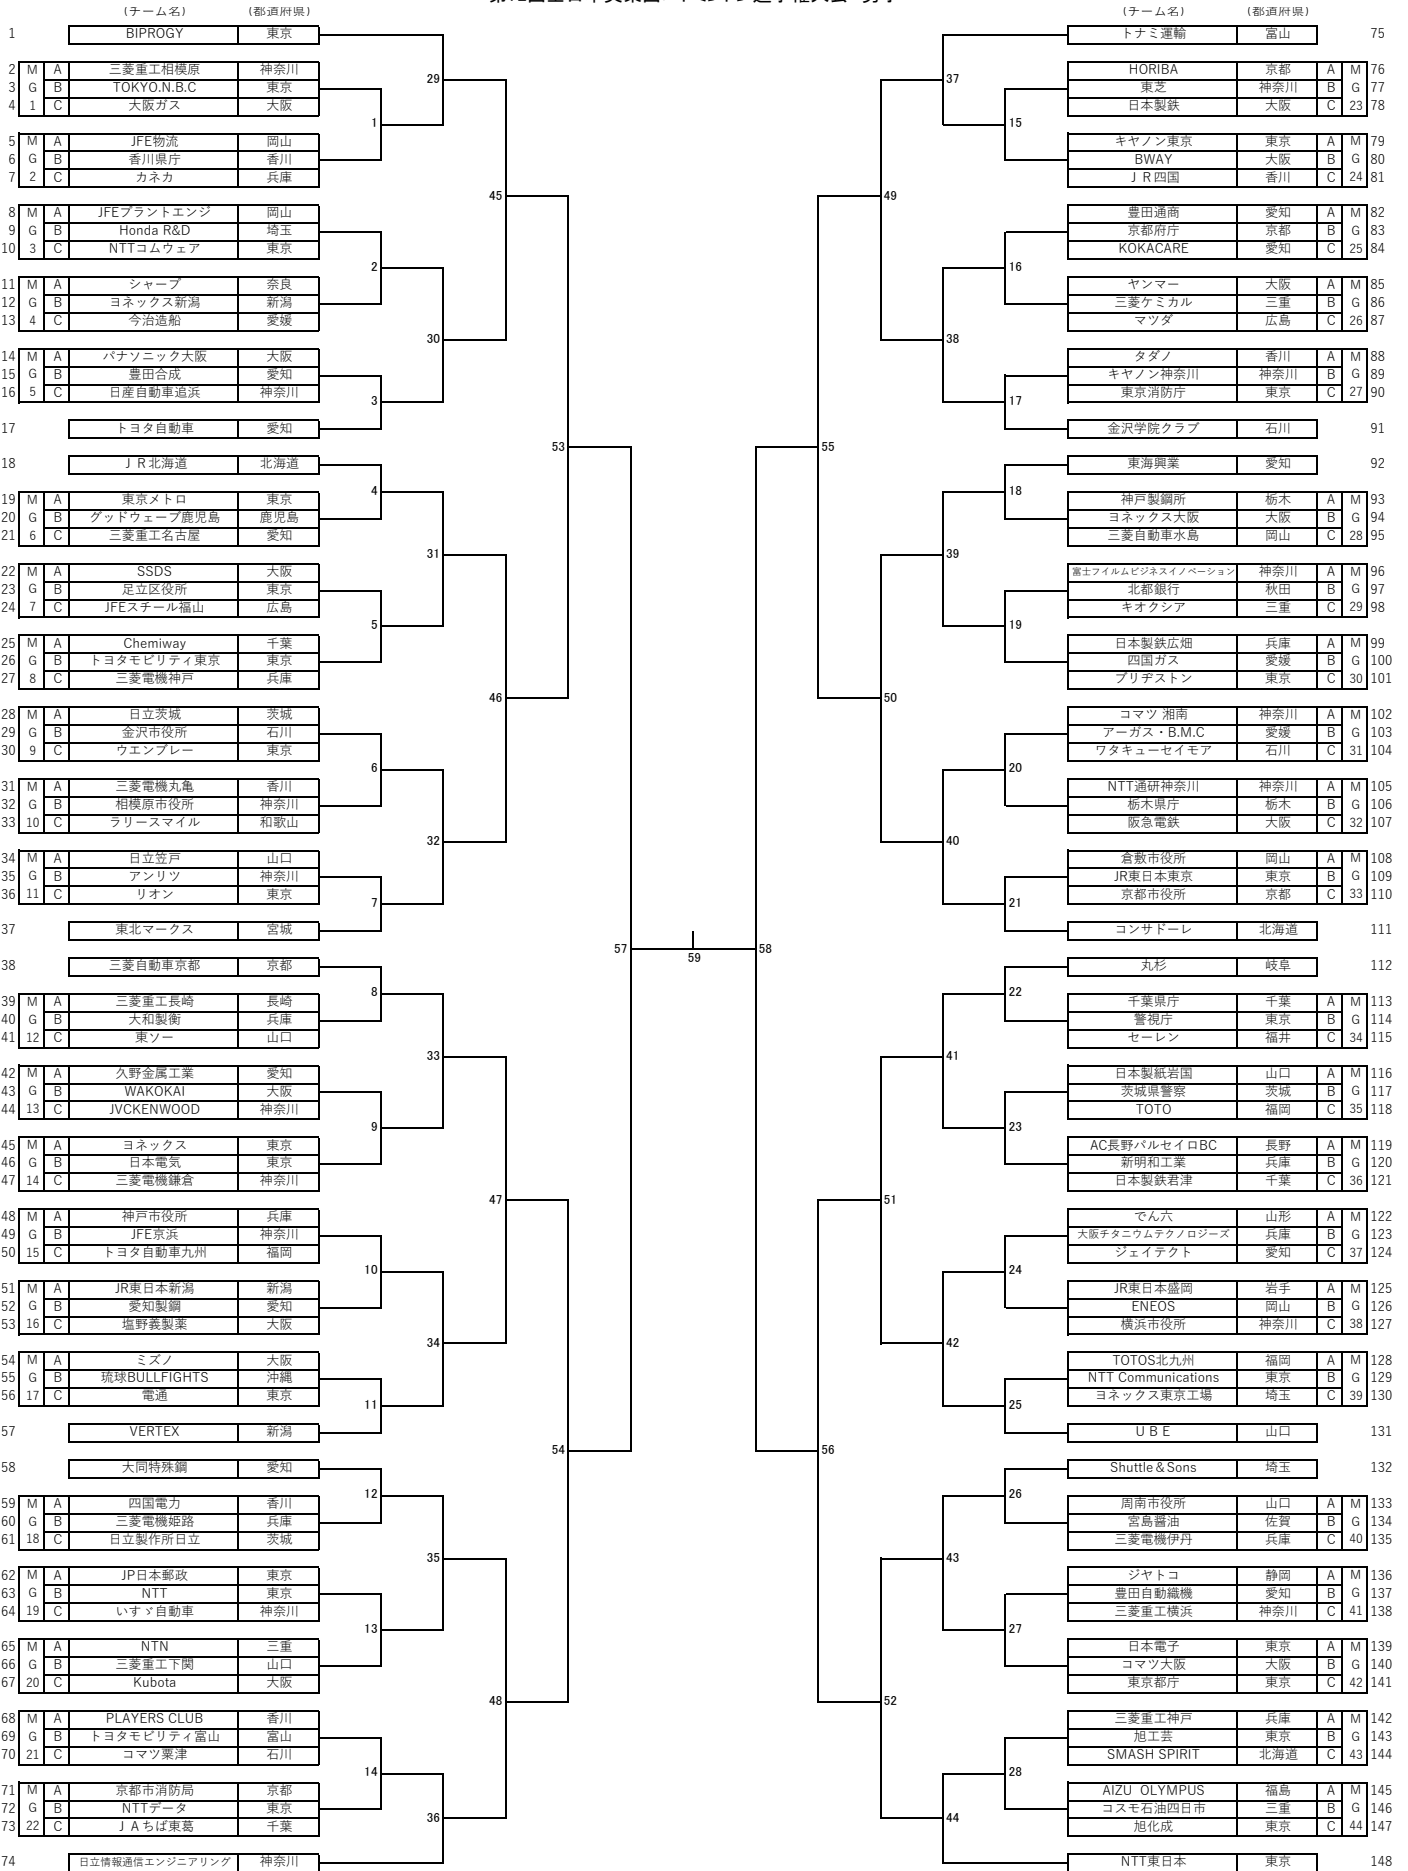 (チーム名) (都道府県) (チーム名) (都道府県)
1 BIPROGY 東京
2 M A 三菱重工相模原 神奈川
3 G B TOKYO.N.B.C 東京
4 1 C 大阪ガス 大阪
5 M A JFE物流 岡山
6 G B 香川県庁 香川
7 2 C カネカ 兵庫
8 M A JFEプラントエンジ 岡山
9 G B Honda R&D 埼玉
10 3 C NTTコムウェア 東京
11 M A シャープ 奈良
12 G B ヨネックス新潟 新潟
13 4 C 今治造船 愛媛
14 M A パナソニック大阪 大阪
15 G B 豊田合成 愛知
16 5 C 日産自動車追浜 神奈川
17 トヨタ自動車 愛知
18 ＪＲ北海道 北海道
19 M A 東京メトロ 東京
20 G B グッドウェーブ鹿児島 鹿児島
21 6 C 三菱重工名古屋 愛知
22 M A SSDS 大阪
23 G B 足立区役所 東京
24 7 C JFEスチール福山 広島
25 M A Chemiway 千葉
26 G B トヨタモビリティ東京 東京
27 8 C 三菱電機神戸 兵庫
28 M A 日立茨城 茨城
29 G B 金沢市役所 石川
30 9 C ウエンブレー 東京
31 M A 三菱電機丸亀 香川
32 G B 相模原市役所 神奈川
33 10 C ラリースマイル 和歌山
34 M A 日立笠戸 山口
35 G B アンリツ 神奈川
36 11 C リオン 東京
37 東北マークス 宮城
38 三菱自動車京都 京都
39 M A 三菱重工長崎 長崎
40 G B 大和製衡 兵庫
41 12 C 東ソー 山口
42 M A 久野金属工業 愛知
43 G B WAKOKAI 大阪
44 13 C JVCKENWOOD 神奈川
45 M A ヨネックス 東京
46 G B 日本電気 東京
47 14 C 三菱電機鎌倉 神奈川
48 M A 神戸市役所 兵庫
49 G B JFE京浜 神奈川
50 15 C トヨタ自動車九州 福岡
51 M A JR東日本新潟 新潟
52 G B 愛知製鋼 愛知
53 16 C 塩野義製薬 大阪
54 M A ミズノ 大阪
55 G B 琉球BULLFIGHTS 沖縄
56 17 C 電通 東京
57 VERTEX 新潟
58 大同特殊鋼 愛知
59 M A 四国電力 香川
60 G B 三菱電機姫路 兵庫
61 18 C 日立製作所日立 茨城
62 M A JP日本郵政 東京
63 G B NTT 東京
64 19 C いすゞ自動車 神奈川
65 M A NTN 三重
66 G B 三菱重工下関 山口
67 20 C Kubota 大阪
68 M A PLAYERS CLUB 香川
69 G B トヨタモビリティ富山 富山
70 21 C コマツ粟津 石川
71 M A 京都市消防局 京都
72 G B NTTデータ 東京
73 22 C ＪＡちば東葛 千葉
74 日立情報通信エンジニアリング 神奈川
29
1
45
2
30
3
53
4
31
5
46
6
32
7
57
8
33
9
47
10
34
11
54
12
35
13
48
14
36
59
37
15
49
16
38
17
55
18
39
19
50
20
40
21
58
22
41
23
51
24
42
25
56
26
43
27
52
28
44
トナミ運輸 富山 75
HORIBA 京都 A M 76
東芝 神奈川 B G 77
日本製鉄 大阪 C 23 78
キヤノン東京 東京 A M 79
BWAY 大阪 B G 80
ＪＲ四国 香川 C 24 81
豊田通商 愛知 A M 82
京都府庁 京都 B G 83
KOKACARE 愛知 C 25 84
ヤンマー 大阪 A M 85
三菱ケミカル 三重 B G 86
マツダ 広島 C 26 87
タダノ 香川 A M 88
キヤノン神奈川 神奈川 B G 89
東京消防庁 東京 C 27 90
金沢学院クラブ 石川 91
東海興業 愛知 92
神戸製鋼所 栃木 A M 93
ヨネックス大阪 大阪 B G 94
三菱自動車水島 岡山 C 28 95
富士フイルムビジネスイノベーション 神奈川 A M 96
北都銀行 秋田 B G 97
キオクシア 三重 C 29 98
日本製鉄広畑 兵庫 A M 99
四国ガス 愛媛 B G 100
ブリヂストン 東京 C 30 101
コマツ 湘南 神奈川 A M 102
アーガス・B.M.C 愛媛 B G 103
ワタキューセイモア 石川 C 31 104
NTT通研神奈川 神奈川 A M 105
栃木県庁 栃木 B G 106
阪急電鉄 大阪 C 32 107
倉敷市役所 岡山 A M 108
JR東日本東京 東京 B G 109
京都市役所 京都 C 33 110
コンサドーレ 北海道 111
丸杉 岐阜 112
千葉県庁 千葉 A M 113
警視庁 東京 B G 114
セーレン 福井 C 34 115
日本製紙岩国 山口 A M 116
茨城県警察 茨城 B G 117
TOTO 福岡 C 35 118
AC長野パルセイロBC 長野 A M 119
新明和工業 兵庫 B G 120
日本製鉄君津 千葉 C 36 121
でん六 山形 A M 122
大阪チタニウムテクノロジーズ 兵庫 B G 123
ジェイテクト 愛知 C 37 124
JR東日本盛岡 岩手 A M 125
ENEOS 岡山 B G 126
横浜市役所 神奈川 C 38 127
TOTOS北九州 福岡 A M 128
NTT Communications 東京 B G 129
ヨネックス東京工場 埼玉 C 39 130
ＵＢＥ 山口 131
Shuttle＆Sons 埼玉 132
周南市役所 山口 A M 133
宮島醤油 佐賀 B G 134
三菱電機伊丹 兵庫 C 40 135
ジヤトコ 静岡 A M 136
豊田自動織機 愛知 B G 137
三菱重工横浜 神奈川 C 41 138
日本電子 東京 A M 139
コマツ大阪 大阪 B G 140
東京都庁 東京 C 42 141
三菱重工神戸 兵庫 A M 142
旭工芸 東京 B G 143
SMASH SPIRIT 北海道 C 43 144
AIZU OLYMPUS 福島 A M 145
コスモ石油四日市 三重 B G 146
旭化成 東京 C 44 147
NTT東日本 東京 148